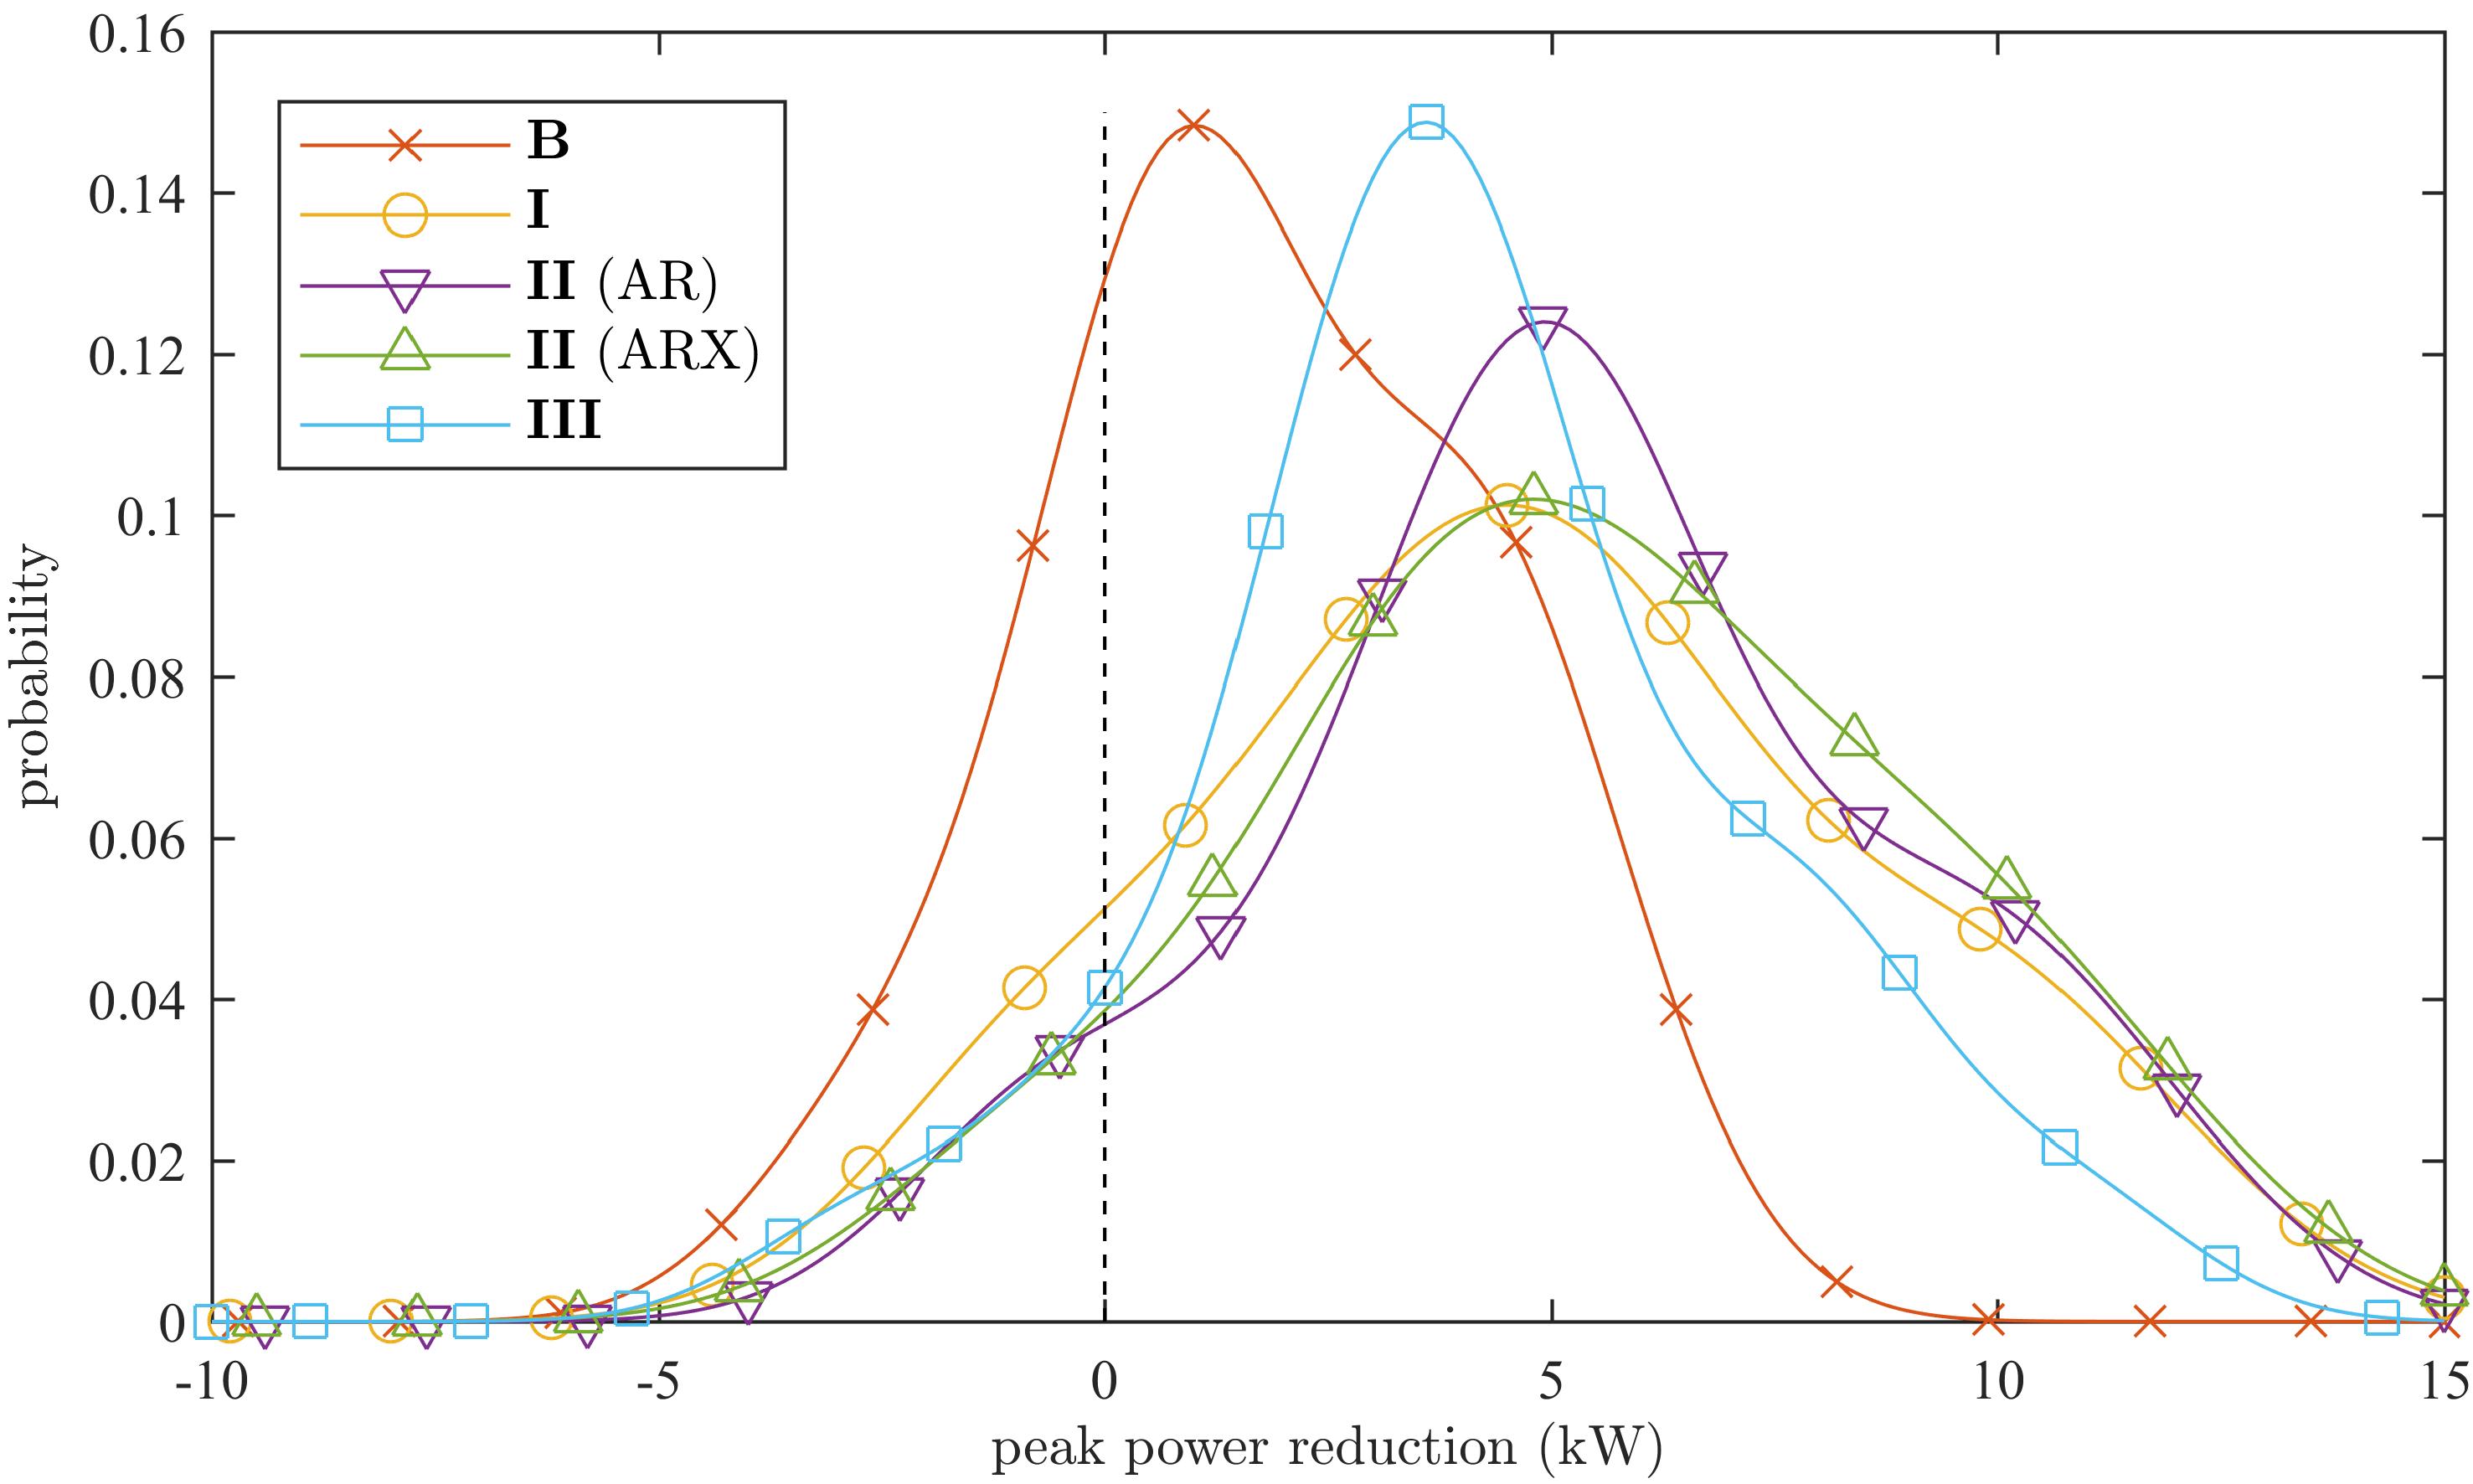 0.16
0.14
0.12
0.1
0.08
0.06
0.04
0.02
0
probability
B
I
II (AR)
II (ARX)
III
-10 -5 0 5 10 15
peak power reduction (kW)